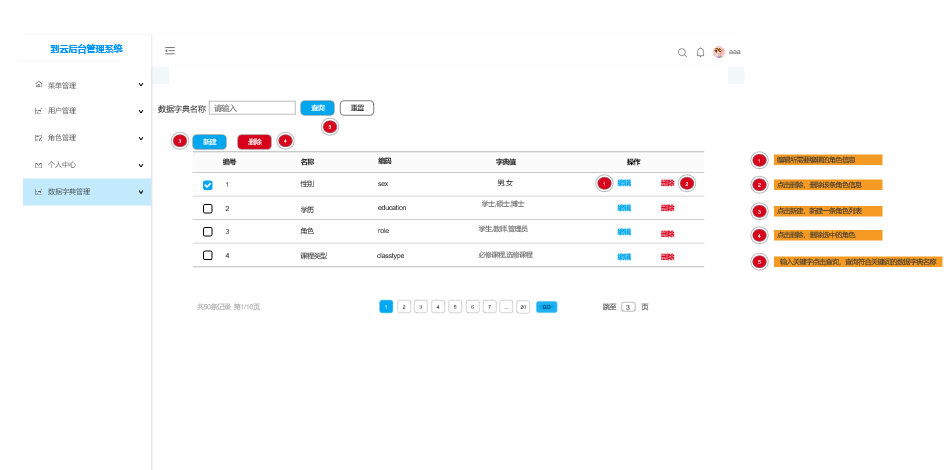 到云后台管理系统
aaa
菜单管理
用户管理
角色管理
个人中心
数据字典管理
数据字典名称 请输入 查询 重置
5
3 新建 删除 4
编号 名称 编码 字典值 操作
1 性别 sex 男,女 1 编辑 删除 2
2 学历 education 学士,硕士,博士 编辑 删除
3 角色 role 学生,教师,管理员 编辑 删除
4 课程类型 classtype 必修课程,选修课程 编辑 删除
共50条记录 第1/10页 1 2 3 4 5 6 7 ... 20 GO 跳至 3 页
1 编辑所需要编辑的角色信息
2 点击删除，删除该条角色信息
3 点击新建，新建一条角色列表
4 点击删除，删除选中的角色
5 输入关键字点击查询，查询符合关键词的数据字典名称